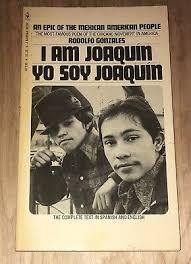 AN EPIC OF THE MEXICAN AMERICAN PEOPLE
THE MOST FAMOUS POEM OF THE CHICANO MOVEMENT IN AMERICA
RODOLFO GONZALES
I AM JOAQUIN
YO SOY JOAQUÍN
THE COMPLETE TEXT IN SPANISH AND ENGLISH